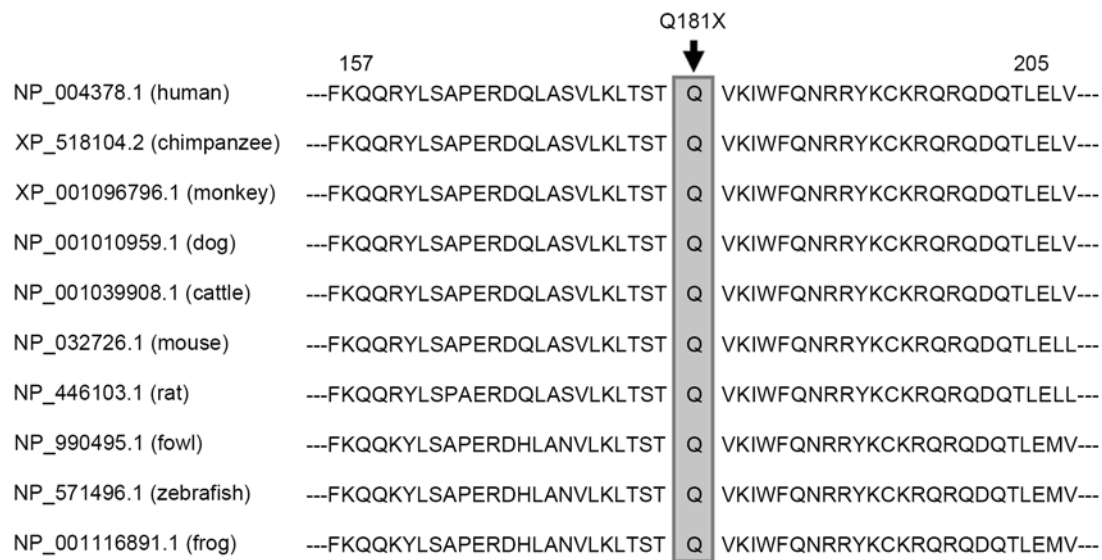 Q181X
157 205
NP_004378.1 (human) ---FKQQRYLSAPERDQLASVLKLTST Q VKIWFQNRRYKCKRQRQDQTLELV---
XP_518104.2 (chimpanzee) ---FKQQRYLSAPERDQLASVLKLTST Q VKIWFQNRRYKCKRQRQDQTLELV---
XP_001096796.1 (monkey) ---FKQQRYLSAPERDQLASVLKLTST Q VKIWFQNRRYKCKRQRQDQTLELV---
NP_001010959.1 (dog) ---FKQQRYLSAPERDQLASVLKLTST Q VKIWFQNRRYKCKRQRQDQTLELV---
NP_001039908.1 (cattle) ---FKQQRYLSAPERDQLASVLKLTST Q VKIWFQNRRYKCKRQRQDQTLELV---
NP_032726.1 (mouse) ---FKQQRYLSAPERDQLASVLKLTST Q VKIWFQNRRYKCKRQRQDQTLELL---
NP_446103.1 (rat) ---FKQQRYLSPAERDQLASVLKLTST Q VKIWFQNRRYKCKRQRQDQTLELL---
NP_990495.1 (fowl) ---FKQQKYLSAPERDHLANVLKLTST Q VKIWFQNRRYKCKRQRQDQTLEMV---
NP_571496.1 (zebrafish) ---FKQQKYLSAPERDHLANVLKLTST Q VKIWFQNRRYKCKRQRQDQTLEMV---
NP_001116891.1 (frog) ---FKQQKYLSAPERDHLANVLKLTST Q VKIWFQNRRYKCKRQRQDQTLEMV---